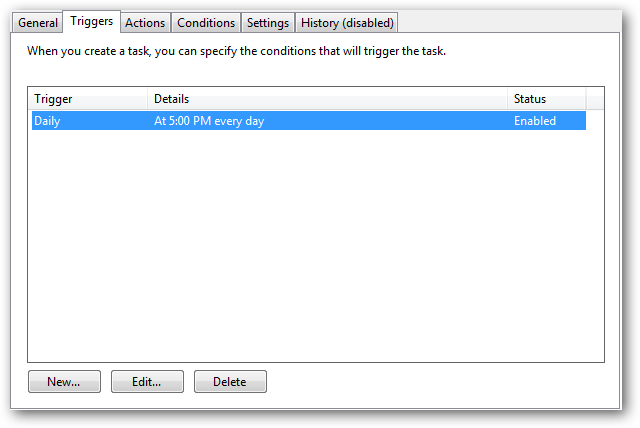 General Triggers Actions Conditions Settings History (disabled)
When you create a task, you can specify the conditions that will trigger the task.
Trigger Details Status
Daily At 5:00 PM every day Enabled
New... Edit... Delete